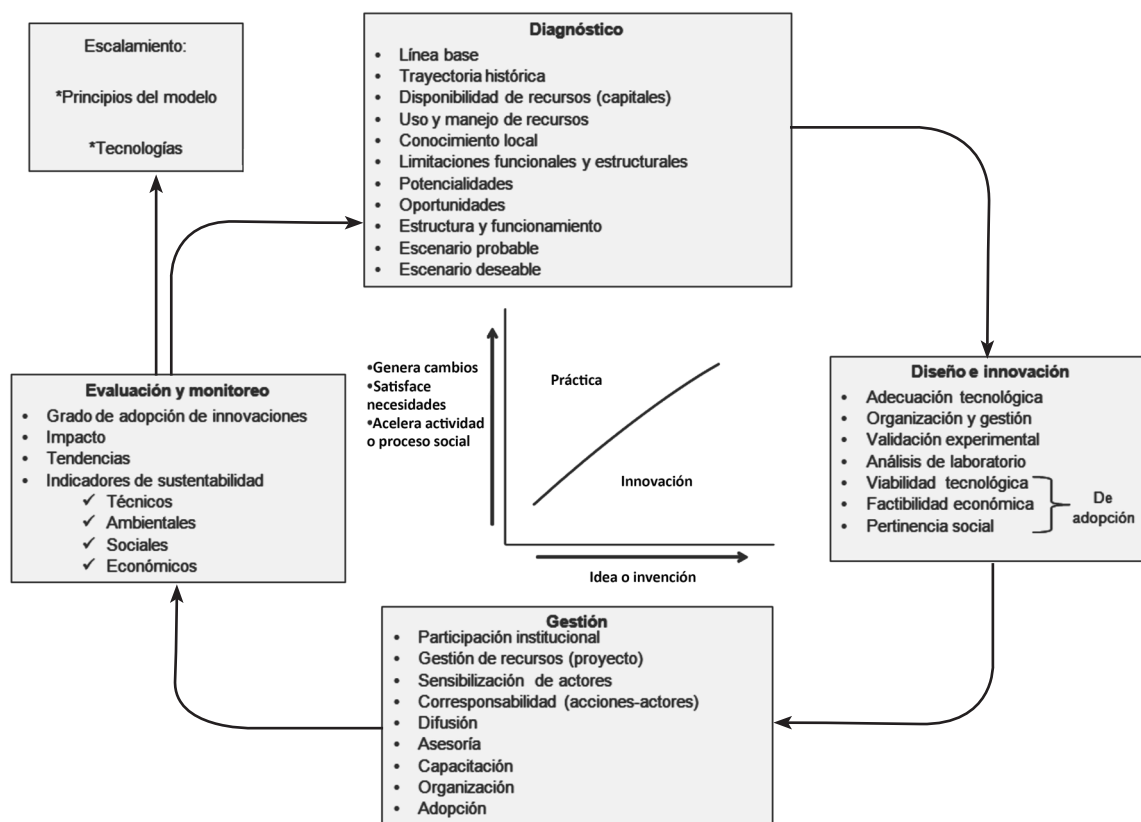 Escalamiento:
*Principios del modelo
*Tecnologías
Diagnóstico
• Línea base
• Trayectoria histórica
• Disponibilidad de recursos (capitales)
• Uso y manejo de recursos
• Conocimiento local
• Limitaciones funcionales y estructurales
• Potencialidades
• Oportunidades
• Estructura y funcionamiento
• Escenario probable
• Escenario deseable
•Genera cambios
•Satisface
necesidades
•Acelera actividad
o proceso social
Práctica
Innovación
Idea o invención
Diseño e innovación
• Adecuación tecnológica
• Organización y gestión
• Validación experimental
• Análisis de laboratorio
• Viabilidad tecnológica
• Factibilidad económica
• Pertinencia social
De
adopción
Evaluación y monitoreo
• Grado de adopción de innovaciones
• Impacto
• Tendencias
• Indicadores de sustentabilidad
✓ Técnicos
✓ Ambientales
✓ Sociales
✓ Económicos
Gestión
• Participación institucional
• Gestión de recursos (proyecto)
• Sensibilización de actores
• Corresponsabilidad (acciones-actores)
• Difusión
• Asesoría
• Capacitación
• Organización
• Adopción